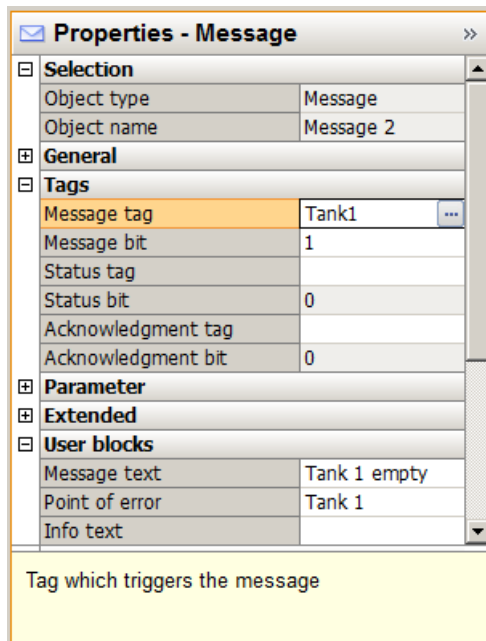 Properties - Message »
Selection
Object type Message
Object name Message 2
General
Tags
Message tag Tank1 ...
Message bit 1
Status tag
Status bit 0
Acknowledgment tag
Acknowledgment bit 0
Parameter
Extended
User blocks
Message text Tank 1 empty
Point of error Tank 1
Info text
Tag which triggers the message